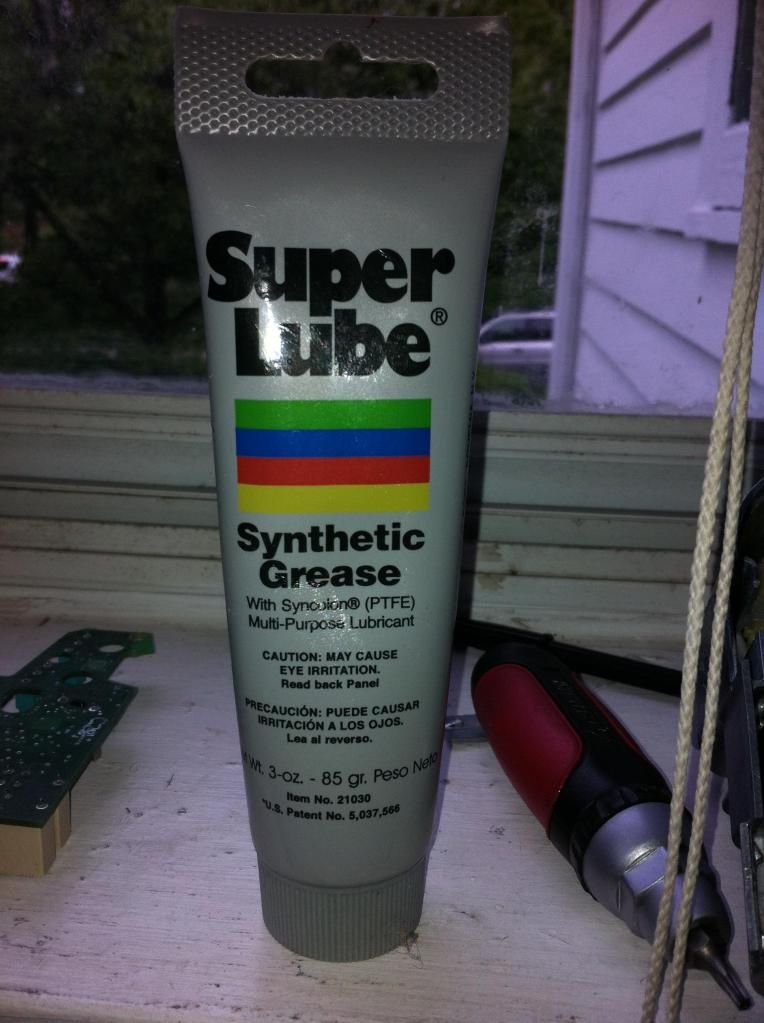 Super
Lube®
Synthetic
Grease
With Syncolon® (PTFE)
Multi-Purpose Lubricant
CAUTION: MAY CAUSE
EYE IRRITATION.
Read back Panel
PRECAUCIÓN: PUEDE CAUSAR
IRRITACIÓN A LOS OJOS.
Lea al reverso.
Wt. 3-oz. - 85 gr. Peso Neto
Item No. 21030
*U.S. Patent No. 5,037,566